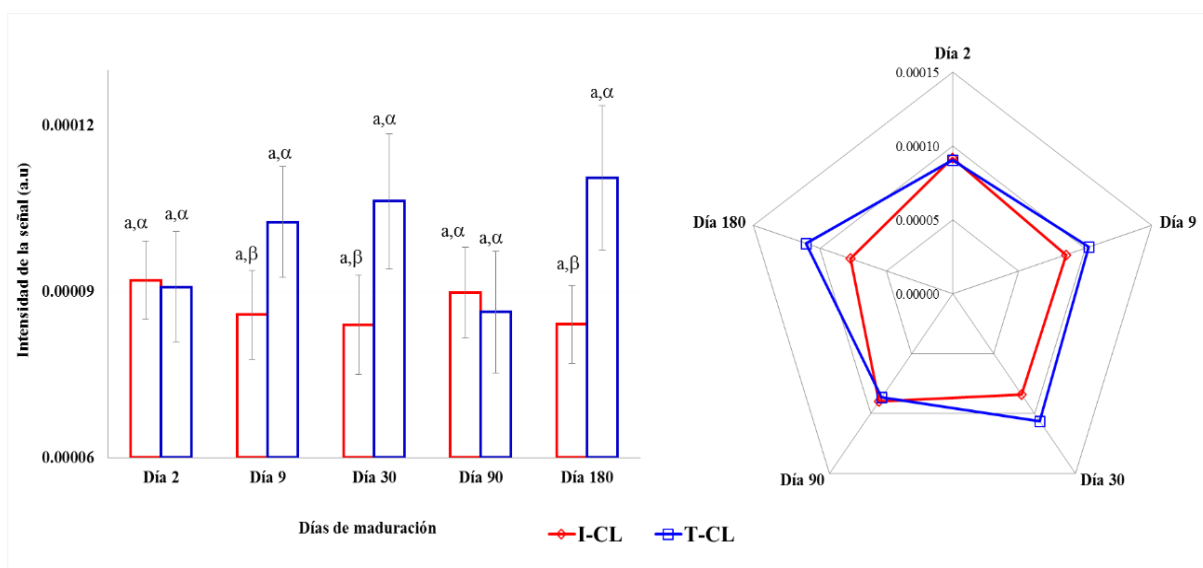 0.00012
0.00009
0.00006
Intensidad de la señal (a.u)
a,α
a,α
a,β
a,α
a,β
a,α
a,α
a,α
a,β
a,α
Día 2
Día 9
Día 30
Día 90
Día 180
Días de maduración
I-CL
T-CL
Día 2
0.00015
0.00010
0.00005
0.00000
Día 180
Día 9
Día 90
Día 30